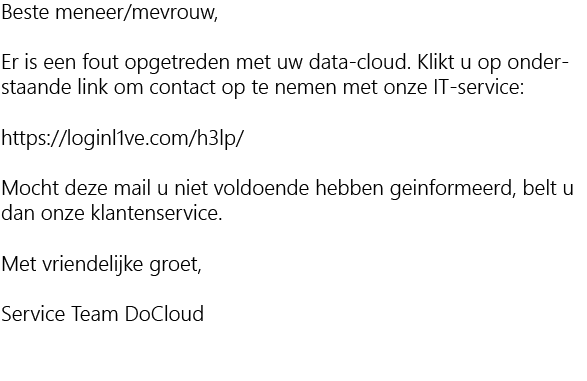 Beste meneer/mevrouw,
Er is een fout opgetreden met uw data-cloud. Klikt u op onder-
staande link om contact op te nemen met onze IT-service:
https://loginl1ve.com/h3lp/
Mocht deze mail u niet voldoende hebben geinformeerd, belt u
dan onze klantenservice.
Met vriendelijke groet,
Service Team DoCloud